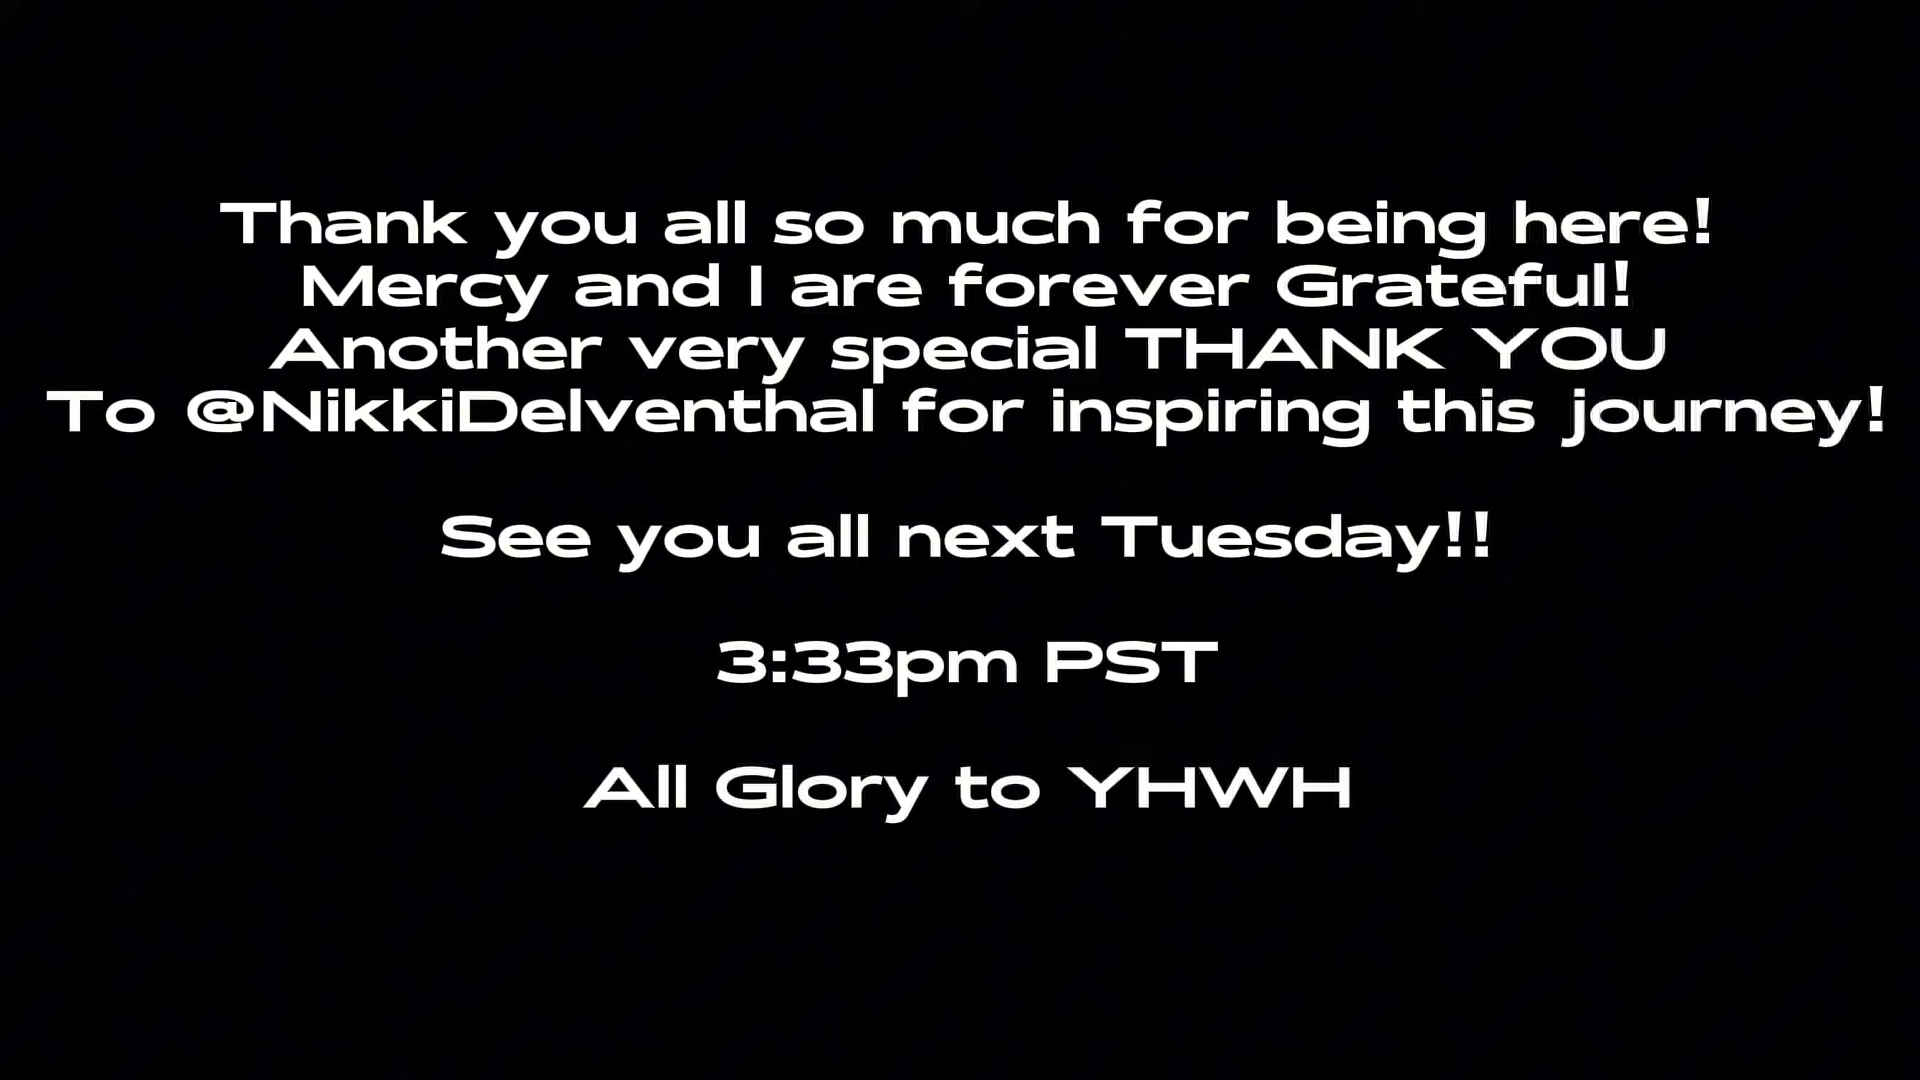 Thank you all so much for being here!
Mercy and I are forever Grateful!
Another very special THANK YOU
To @NikkiDelventhal for inspiring this journey!
See you all next Tuesday!!
3:33pm PST
All Glory to YHWH